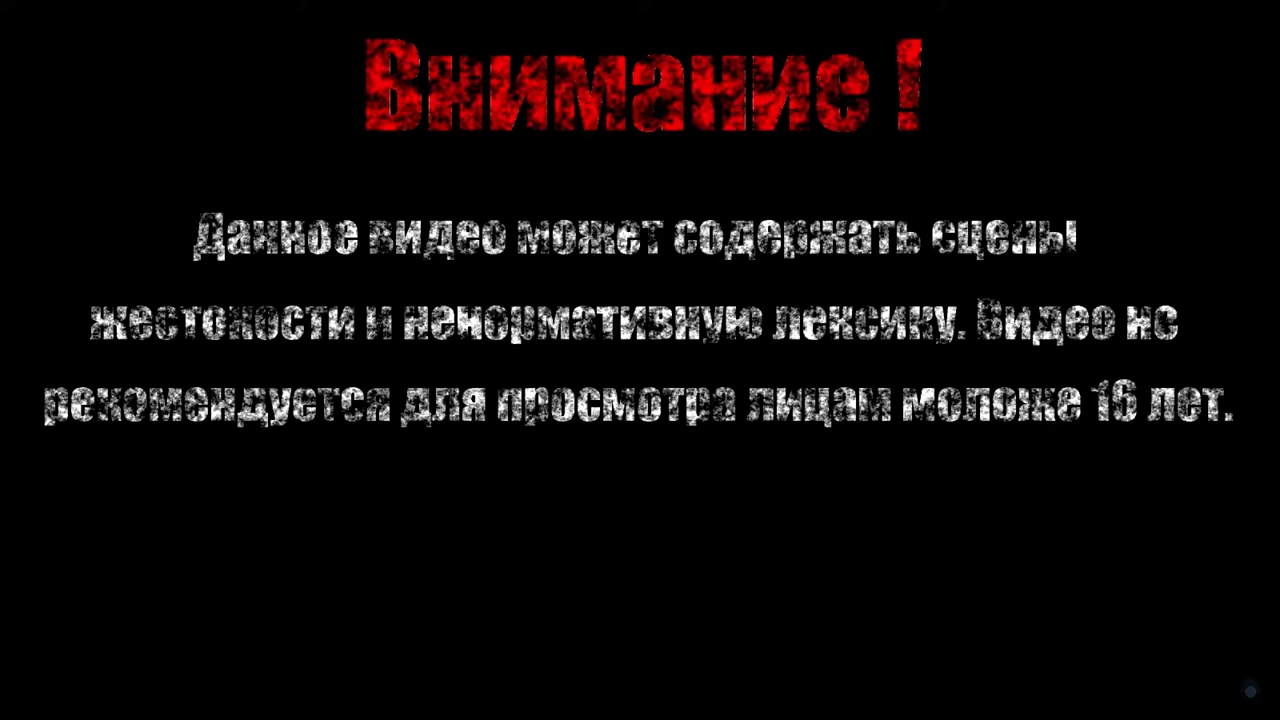 Внимание !
Данное видео может содержать сцены
жестокости и ненормативную лексику. Видео не
рекомендуется для просмотра лицам моложе 16 лет.